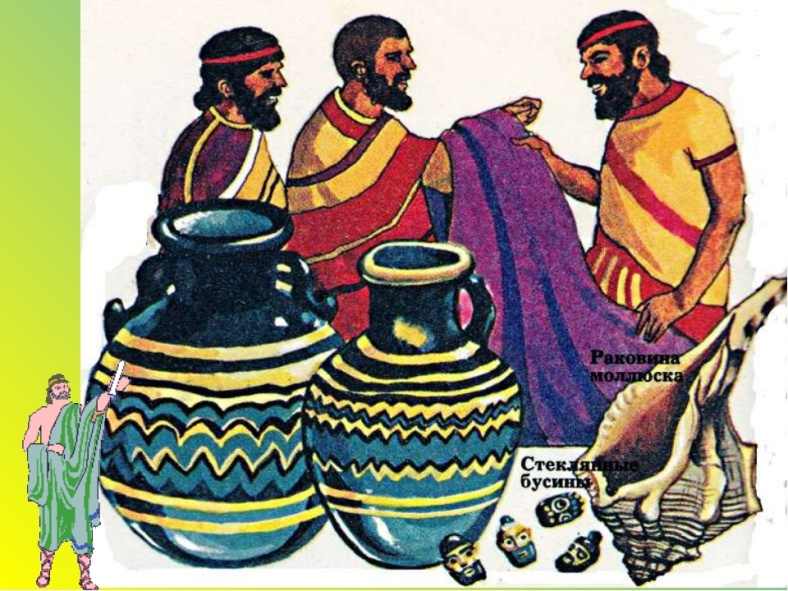 Раковина
моллюска
Стеклянные
бусины